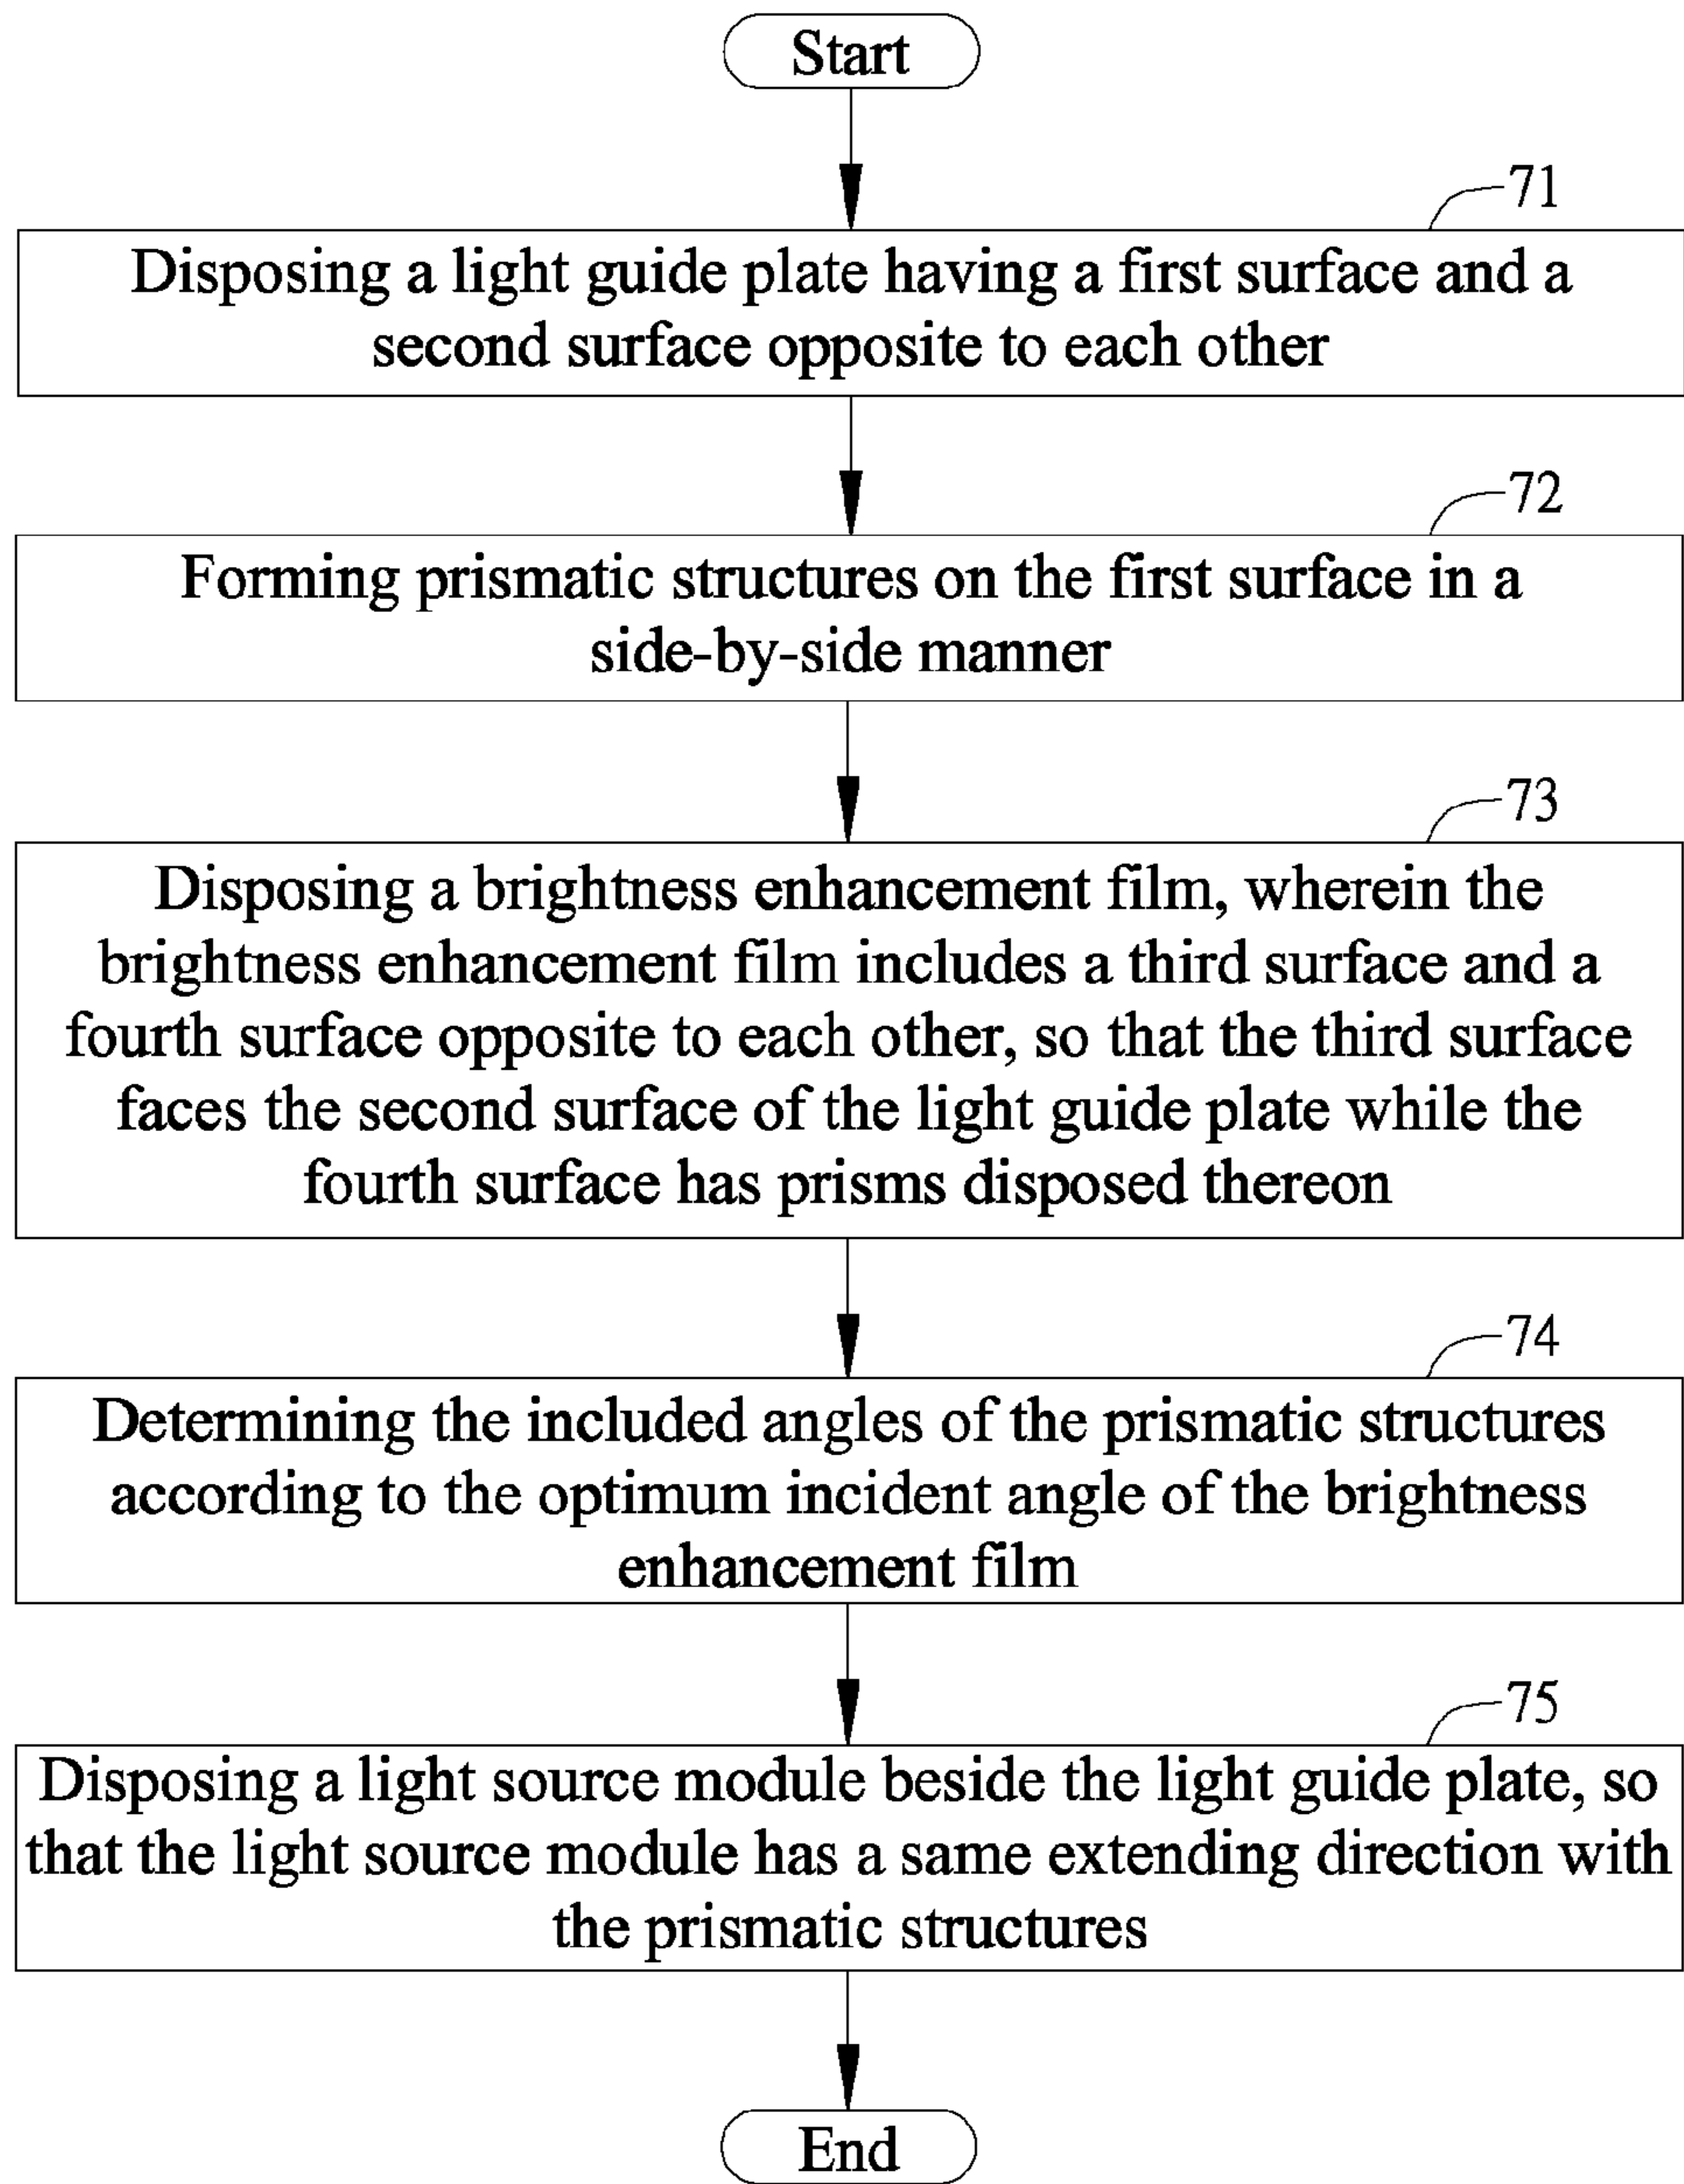 Start
71
Disposing a light guide plate having a first surface and a
second surface opposite to each other
72
Forming prismatic structures on the first surface in a
side-by-side manner
73
Disposing a brightness enhancement film, wherein the
brightness enhancement film includes a third surface and a
fourth surface opposite to each other, so that the third surface
faces the second surface of the light guide plate while the
fourth surface has prisms disposed thereon
74
Determining the included angles of the prismatic structures
according to the optimum incident angle of the brightness
enhancement film
75
Disposing a light source module beside the light guide plate, so
that the light source module has a same extending direction with
the prismatic structures
End